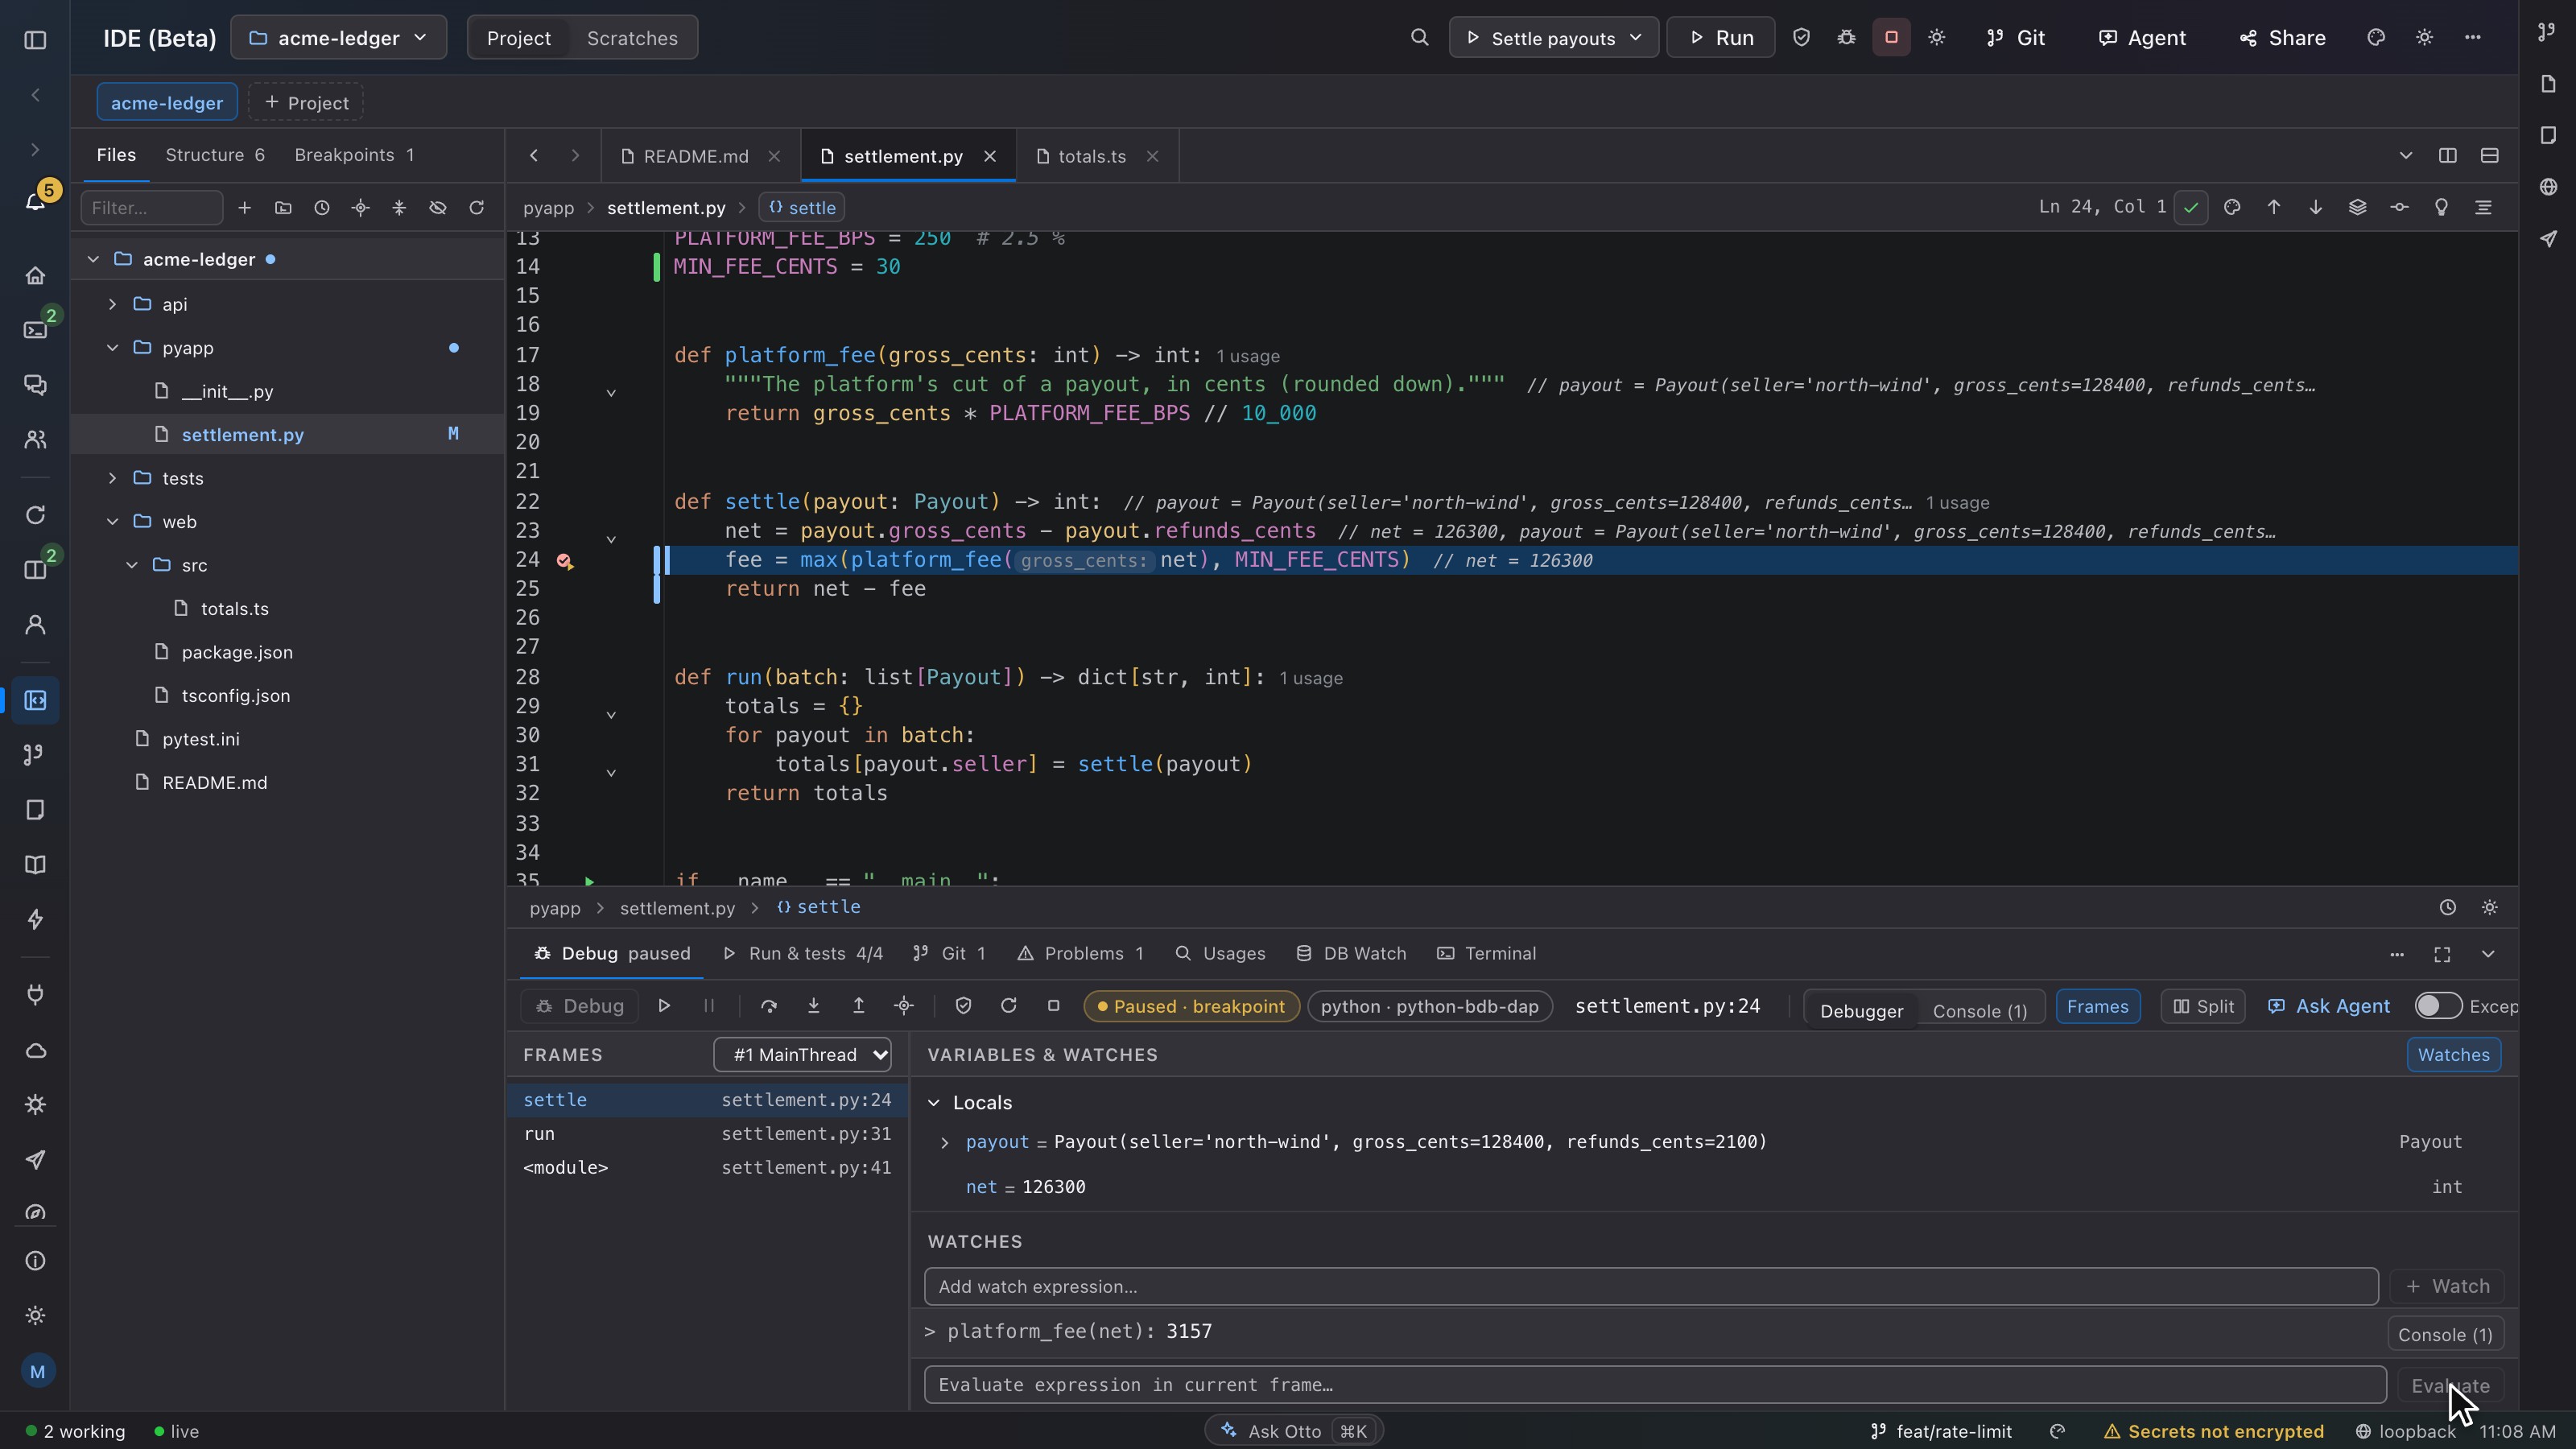 IDE (Beta) acme-ledger Project Scratches Settle payouts Run Git Agent Share
acme-ledger + Project
5
Files Structure 6 Breakpoints 1
README.md settlement.py totals.ts
Filter...
pyapp > settlement.py > {} settle Ln 24, Col 1
acme-ledger
api
pyapp
__init__.py
settlement.py M
tests
web
src
totals.ts
package.json
tsconfig.json
pytest.ini
README.md
2
2
M
13 PLATFORM_FEE_BPS = 250 # 2.5 %
14 MIN_FEE_CENTS = 30
15
16
17 def platform_fee(gross_cents: int) -> int: 1 usage
18 """The platform's cut of a payout, in cents (rounded down).""" // payout = Payout(seller='north-wind', gross_cents=128400, refunds_cents…
19 return gross_cents * PLATFORM_FEE_BPS // 10_000
20
21
22 def settle(payout: Payout) -> int: // payout = Payout(seller='north-wind', gross_cents=128400, refunds_cents… 1 usage
23 net = payout.gross_cents - payout.refunds_cents // net = 126300, payout = Payout(seller='north-wind', gross_cents=128400, refunds_cents…
24 fee = max(platform_fee(gross_cents: net), MIN_FEE_CENTS) // net = 126300
25 return net - fee
26
27
28 def run(batch: list[Payout]) -> dict[str, int]: 1 usage
29 totals = {}
30 for payout in batch:
31 totals[payout.seller] = settle(payout)
32 return totals
33
34
35 if __name__ == "__main__":
pyapp > settlement.py > {} settle
Debug paused Run & tests 4/4 Git 1 Problems 1 Usages DB Watch Terminal
Debug Paused · breakpoint python · python-bdb-dap settlement.py:24 Debugger Console (1) Frames Split Ask Agent Excep
FRAMES #1 MainThread VARIABLES & WATCHES Watches
settle settlement.py:24
run settlement.py:31
<module> settlement.py:41
Locals
payout = Payout(seller='north-wind', gross_cents=128400, refunds_cents=2100) Payout
net = 126300 int
WATCHES
Add watch expression... + Watch
> platform_fee(net): 3157 Console (1)
Evaluate expression in current frame… Evaluate
2 working live Ask Otto ⌘K feat/rate-limit Secrets not encrypted loopback 11:08 AM